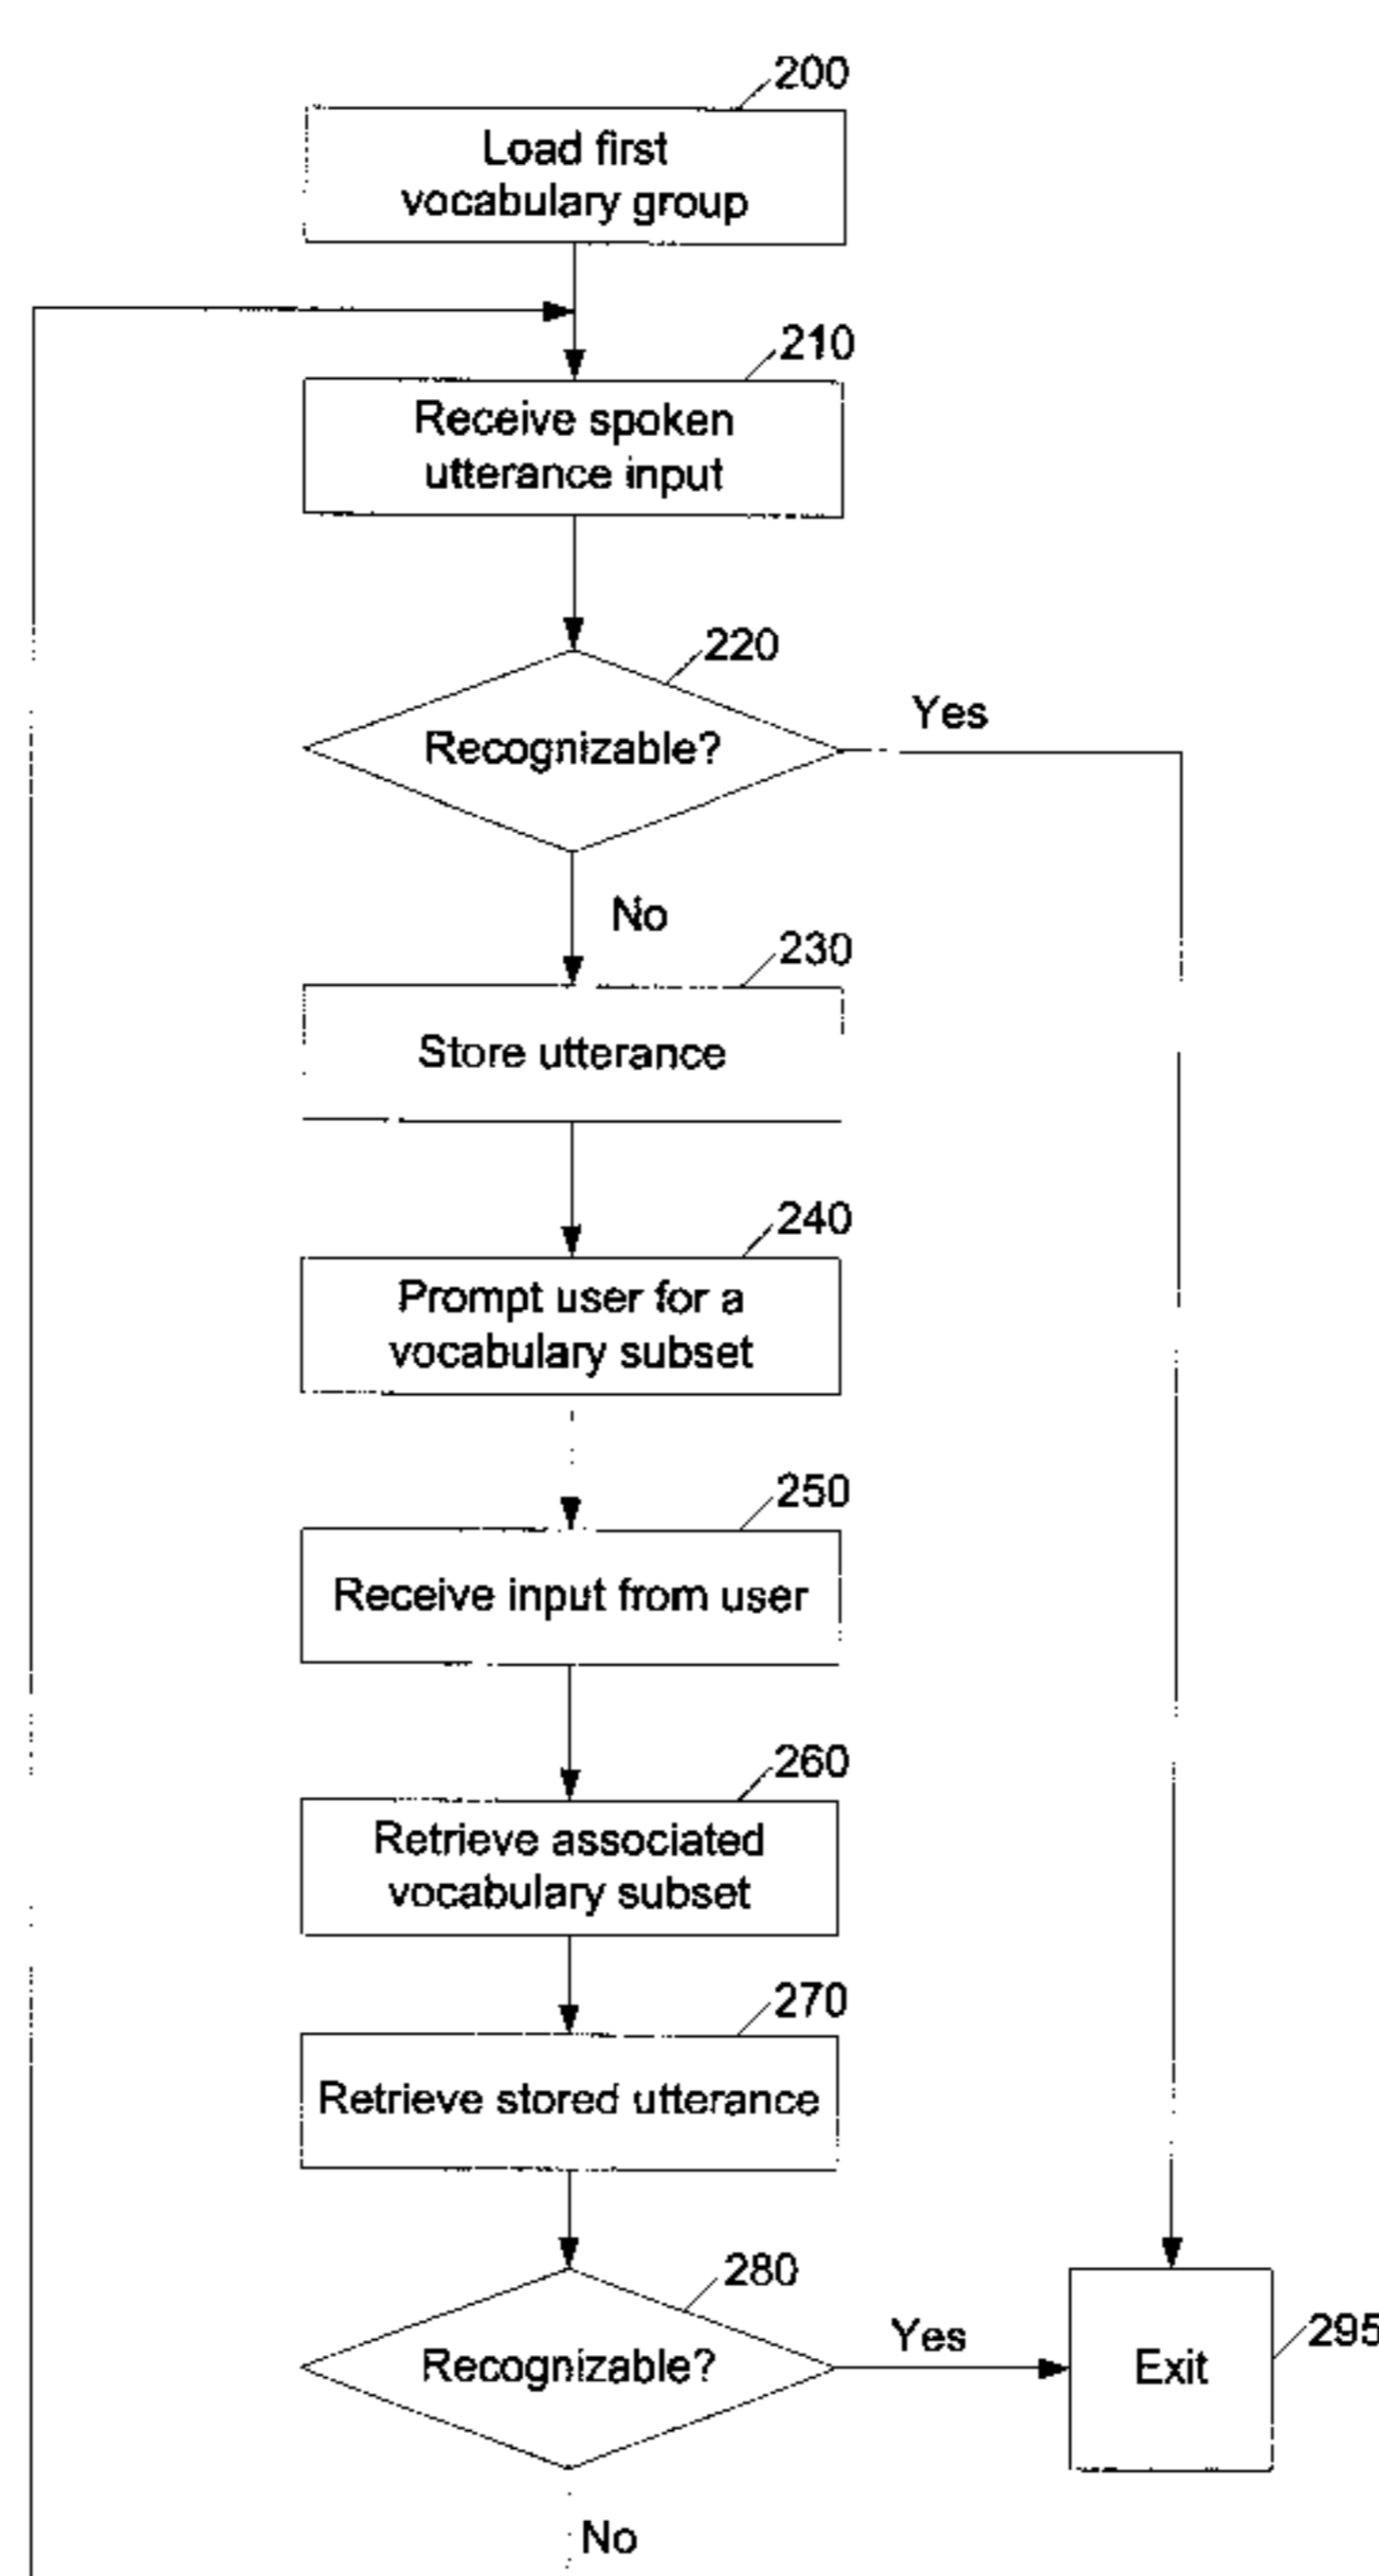 200
Load first
vocabulary group
210
Receive spoken
utterance input
220
Recognizable?
Yes
No
230
Store utterance
240
Prompt user for a
vocabulary subset
250
Receive input from user
260
Retrieve associated
vocabulary subset
270
Retrieve stored utterance
280
Recognizable?
Yes
Exit
295
No